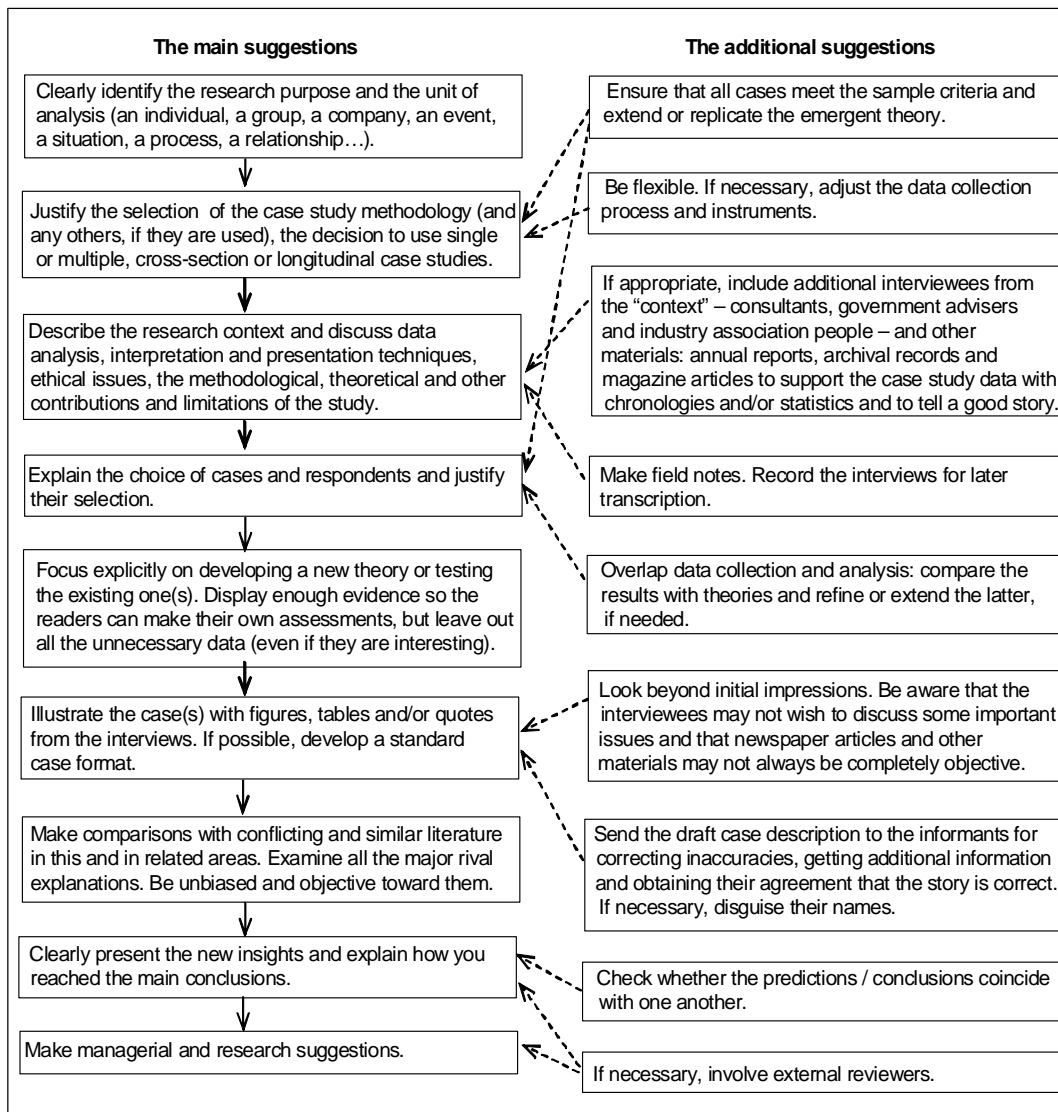 The main suggestions
Clearly identify the research purpose and the unit of
analysis (an individual, a group, a company, an event,
a situation, a process, a relationship…).
Justify the selection of the case study methodology (and
any others, if they are used), the decision to use single
or multiple, cross-section or longitudinal case studies.
Describe the research context and discuss data
analysis, interpretation and presentation techniques,
ethical issues, the methodological, theoretical and other
contributions and limitations of the study.
Explain the choice of cases and respondents and justify
their selection.
Focus explicitly on developing a new theory or testing
the existing one(s). Display enough evidence so the
readers can make their own assessments, but leave out
all the unnecessary data (even if they are interesting).
Illustrate the case(s) with figures, tables and/or quotes
from the interviews. If possible, develop a standard
case format.
Make comparisons with conflicting and similar literature
in this and in related areas. Examine all the major rival
explanations. Be unbiased and objective toward them.
Clearly present the new insights and explain how you
reached the main conclusions.
Make managerial and research suggestions.
The additional suggestions
Ensure that all cases meet the sample criteria and
extend or replicate the emergent theory.
Be flexible. If necessary, adjust the data collection
process and instruments.
If appropriate, include additional interviewees from
the “context” – consultants, government advisers
and industry association people – and other
materials: annual reports, archival records and
magazine articles to support the case study data with
chronologies and/or statistics and to tell a good story.
Make field notes. Record the interviews for later
transcription.
Overlap data collection and analysis: compare the
results with theories and refine or extend the latter,
if needed.
Look beyond initial impressions. Be aware that the
interviewees may not wish to discuss some important
issues and that newspaper articles and other
materials may not always be completely objective.
Send the draft case description to the informants for
correcting inaccuracies, getting additional information
and obtaining their agreement that the story is correct.
If necessary, disguise their names.
Check whether the predictions / conclusions coincide
with one another.
If necessary, involve external reviewers.